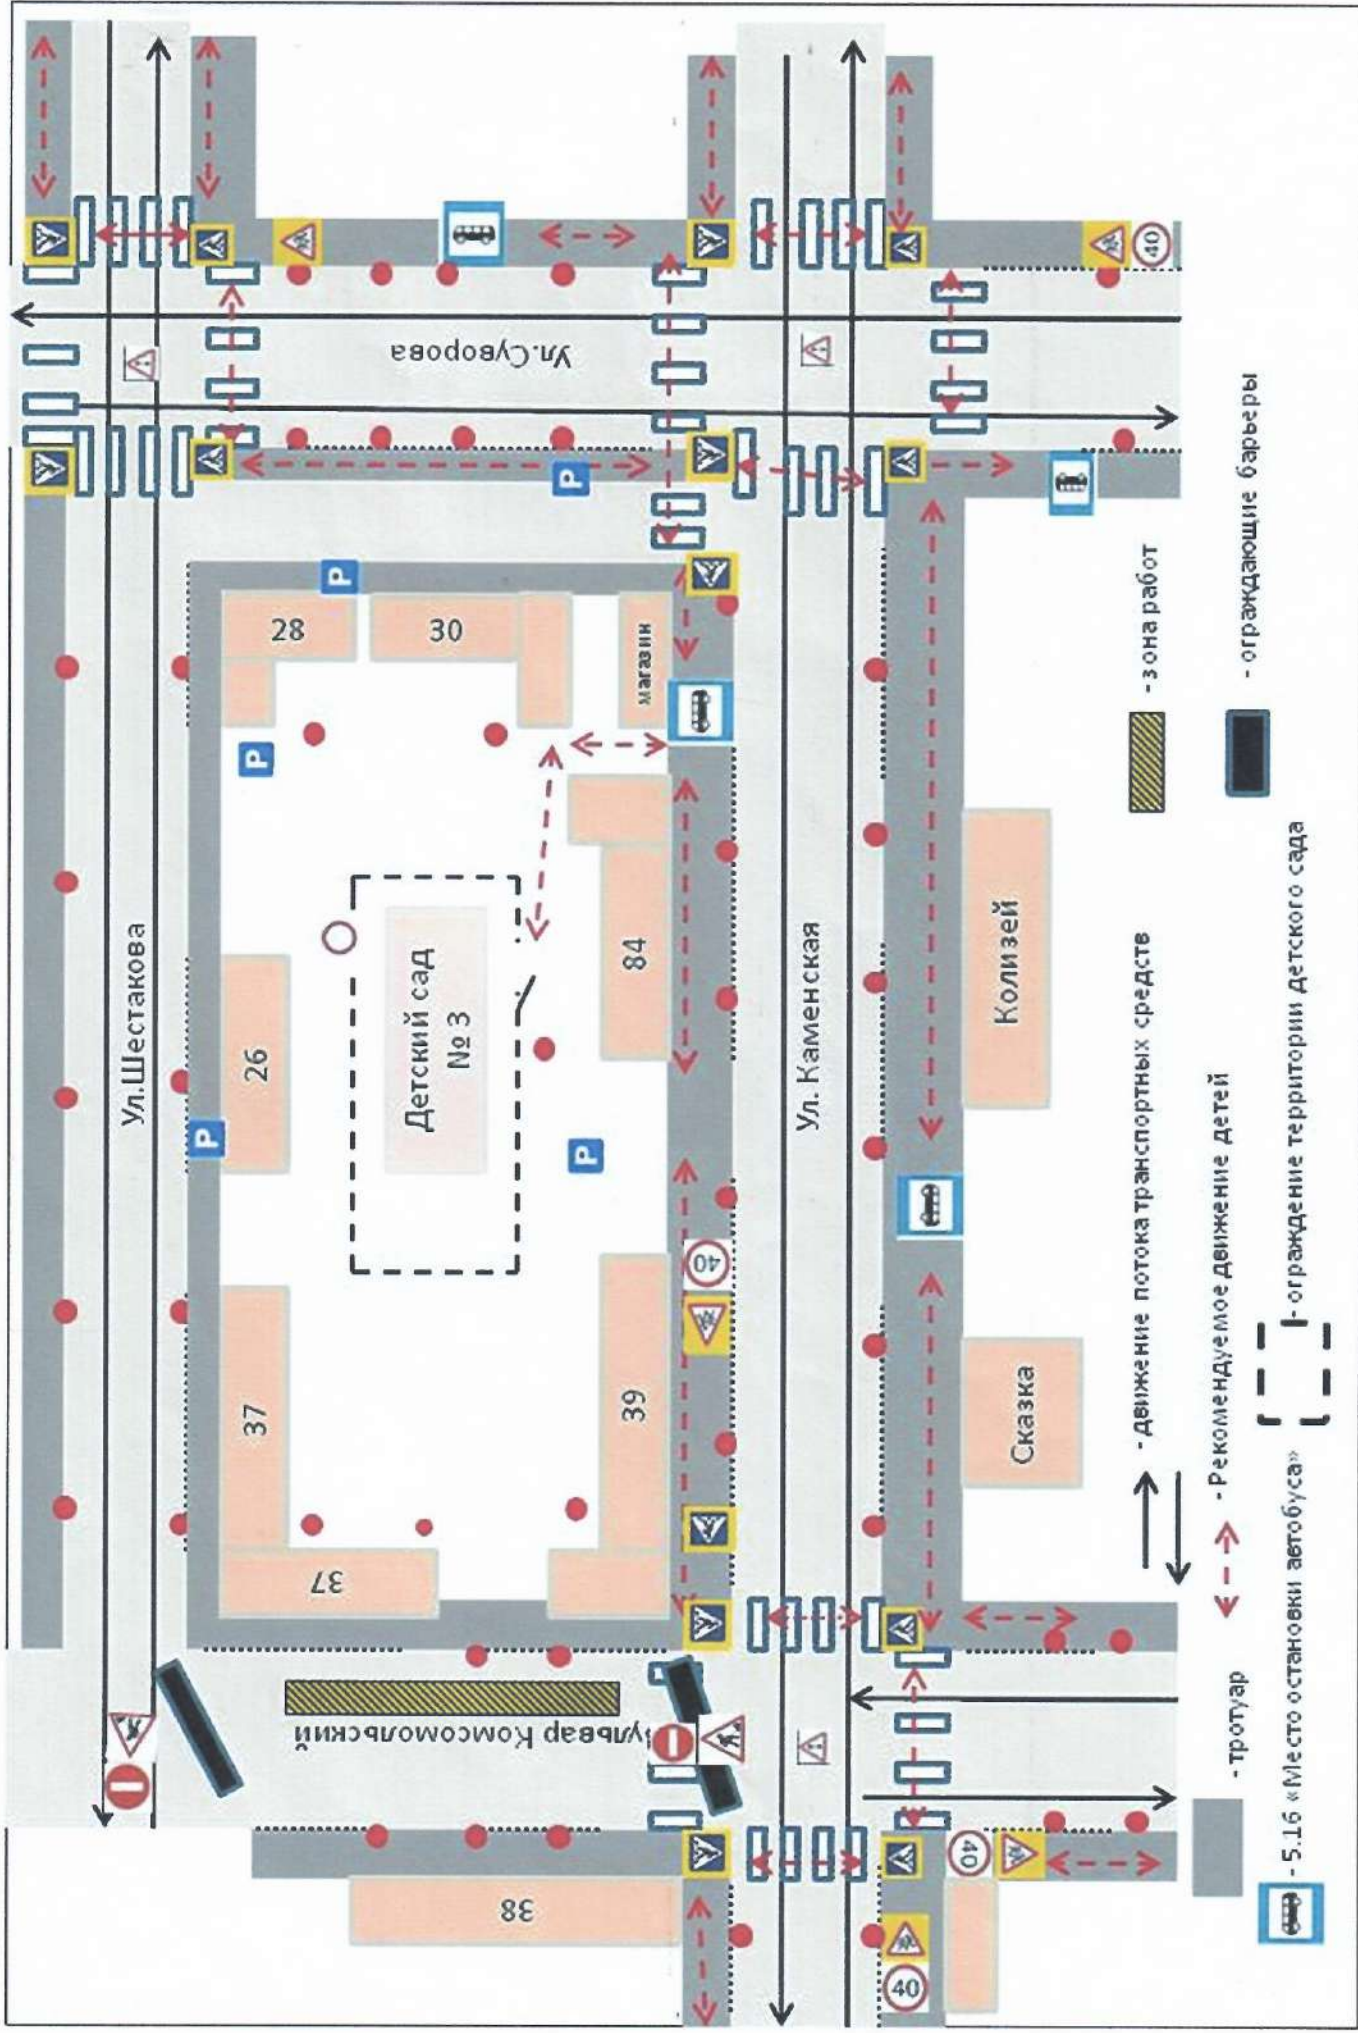 Ул.Шестакова
37
37
26
28
30
магазин
Детский сад
№ 3
84
39
38
Бульвар Комсомольский
Ул.Суворова
Ул. Каменская
Сказка
Колизей
P
P
P
P
P
40
40
40
40
- тротуар
- движение потока транспортных средств
- зона работ
- Рекомендуемое движение детей
- ограждающие барьеры
- 5.16 «Место остановки автобуса»
- ограждение территории детского сада